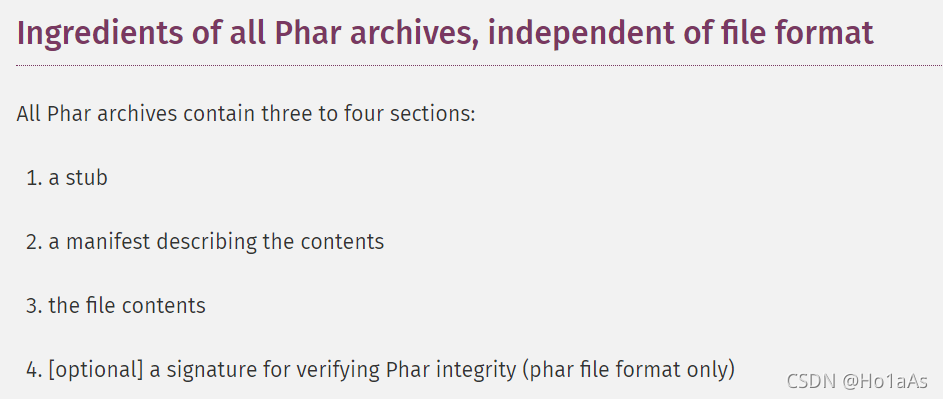 Ingredients of all Phar archives, independent of file format
All Phar archives contain three to four sections:
1. a stub
2. a manifest describing the contents
3. the file contents
4. [optional] a signature for verifying Phar integrity (phar file format only)
CSDN @Ho1aAs